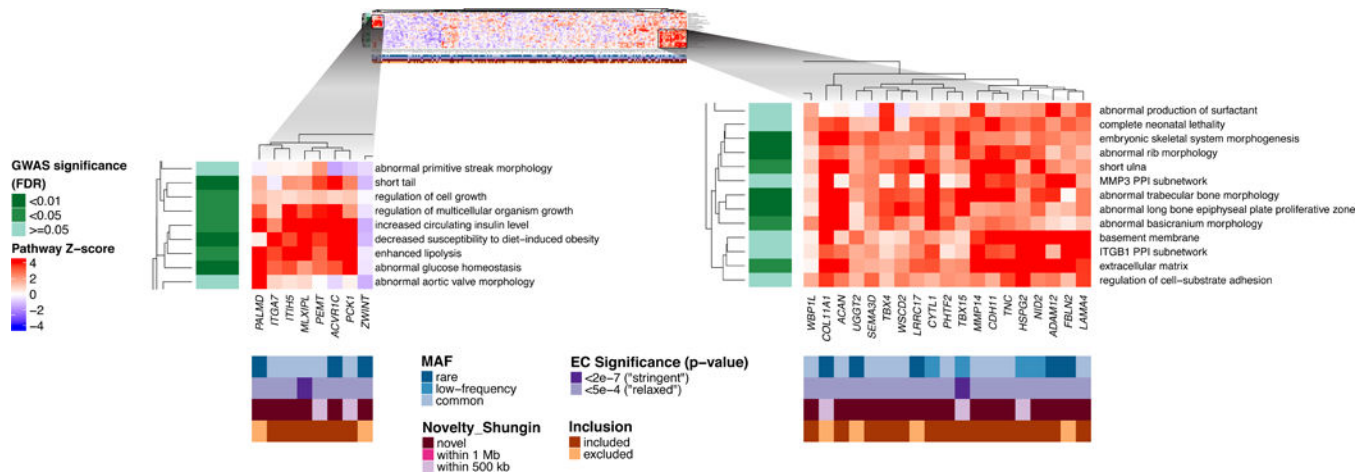 GWAS significance
(FDR)
<0.01
<0.05
>=0.05
Pathway Z-score
4
2
0
-2
-4
abnormal primitive streak morphology
short tail
regulation of cell growth
regulation of multicellular organism growth
increased circulating insulin level
decreased susceptibility to diet-induced obesity
enhanced lipolysis
abnormal glucose homeostasis
abnormal aortic valve morphology
PALMD
ITGA7
ITIH5
MLXIPL
PEMT
ACVR1C
PCK1
ZWINT
abnormal production of surfactant
complete neonatal lethality
embryonic skeletal system morphogenesis
abnormal rib morphology
short ulna
MMP3 PPI subnetwork
abnormal trabecular bone morphology
abnormal long bone epiphyseal plate proliferative zone
abnormal basicranium morphology
basement membrane
ITGB1 PPI subnetwork
extracellular matrix
regulation of cell-substrate adhesion
WBP1L
COL11A1
ACAN
UGGT2
SEMA3D
TBX4
WSCD2
LRRC17
CYTL1
PHTF2
TBX15
MMP14
CDH11
TNC
HSPG2
NID2
ADAM12
FBLN2
LAMA4
MAF
rare
low-frequency
common
EC Significance (p-value)
<2e-7 ("stringent")
<5e-4 ("relaxed")
Novelty_Shungin
novel
within 1 Mb
within 500 kb
Inclusion
included
excluded